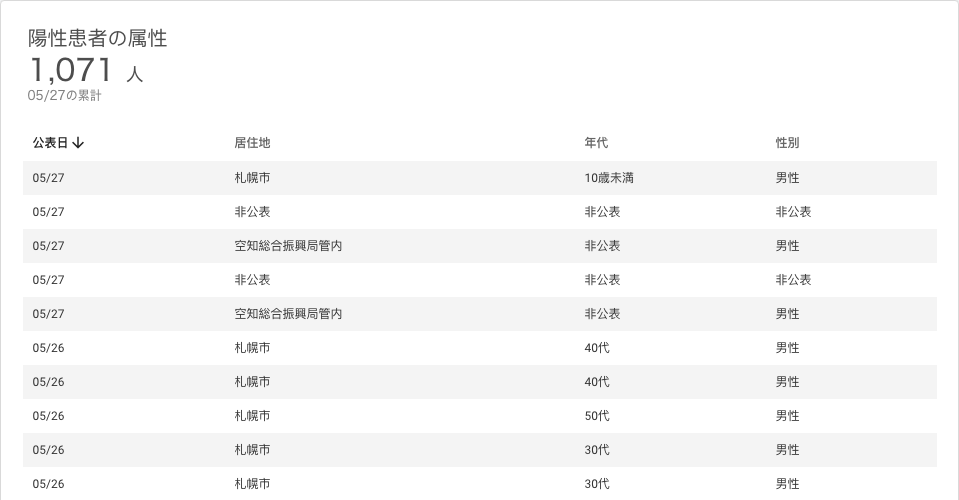 陽性患者の属性
1,071 人
05/27の累計
公表日↓ 居住地 年代 性別
05/27 札幌市 10歳未満 男性
05/27 非公表 非公表 非公表
05/27 空知総合振興局管内 非公表 男性
05/27 非公表 非公表 非公表
05/27 空知総合振興局管内 非公表 男性
05/26 札幌市 40代 男性
05/26 札幌市 40代 男性
05/26 札幌市 50代 男性
05/26 札幌市 30代 男性
05/26 札幌市 30代 男性